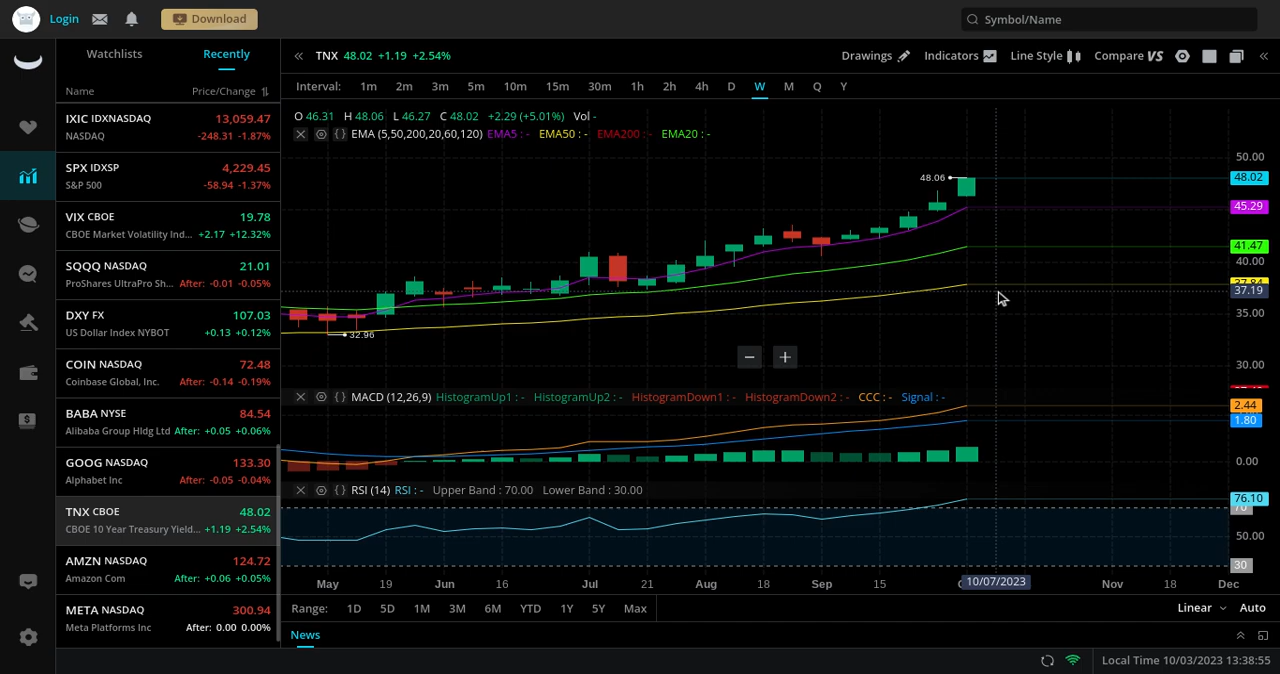 Login
Download
Symbol/Name
Watchlists
Recently
Name
Price/Change
IXIC IDXNASDAQ 13,059.47
NASDAQ -248.31 -1.87%
SPX IDXSP 4,229.45
S&P 500 -58.94 -1.37%
VIX CBOE 19.78
CBOE Market Volatility Ind... +2.17 +12.32%
SQQQ NASDAQ 21.01
ProShares UltraPro Sh... After: -0.01 -0.05%
DXY FX 107.03
US Dollar Index NYBOT +0.13 +0.12%
COIN NASDAQ 72.48
Coinbase Global, Inc. After: -0.14 -0.19%
BABA NYSE 84.54
Alibaba Group Hldg Ltd After: +0.05 +0.06%
GOOG NASDAQ 133.30
Alphabet Inc After: -0.05 -0.04%
TNX CBOE 48.02
CBOE 10 Year Treasury Yield... +1.19 +2.54%
AMZN NASDAQ 124.72
Amazon Com After: +0.06 +0.05%
META NASDAQ 300.94
Meta Platforms Inc After: 0.00 0.00%
TNX 48.02 +1.19 +2.54%
Drawings Indicators Line Style Compare VS
Interval: 1m 2m 3m 5m 10m 15m 30m 1h 2h 4h D W M Q Y
O 46.31 H 48.06 L 46.27 C 48.02 +2.29 (+5.01%) Vol -
EMA (5,50,200,20,60,120) EMA5 : - EMA50 : - EMA200 : - EMA20 : -
48.06
32.96
50.00
48.02
45.29
41.47
40.00
37.19
35.00
30.00
MACD (12,26,9) HistogramUp1 : - HistogramUp2 : - HistogramDown1 : - HistogramDown2 : - CCC : - Signal : -
2.44
1.80
0.00
RSI (14) RSI : - Upper Band : 70.00 Lower Band : 30.00
76.10
70
50.00
30
May 19 Jun 16 Jul 21 Aug 18 Sep 15 10/07/2023 Nov 18 Dec
Range: 1D 5D 1M 3M 6M YTD 1Y 5Y Max
Linear Auto
News
Local Time 10/03/2023 13:38:55